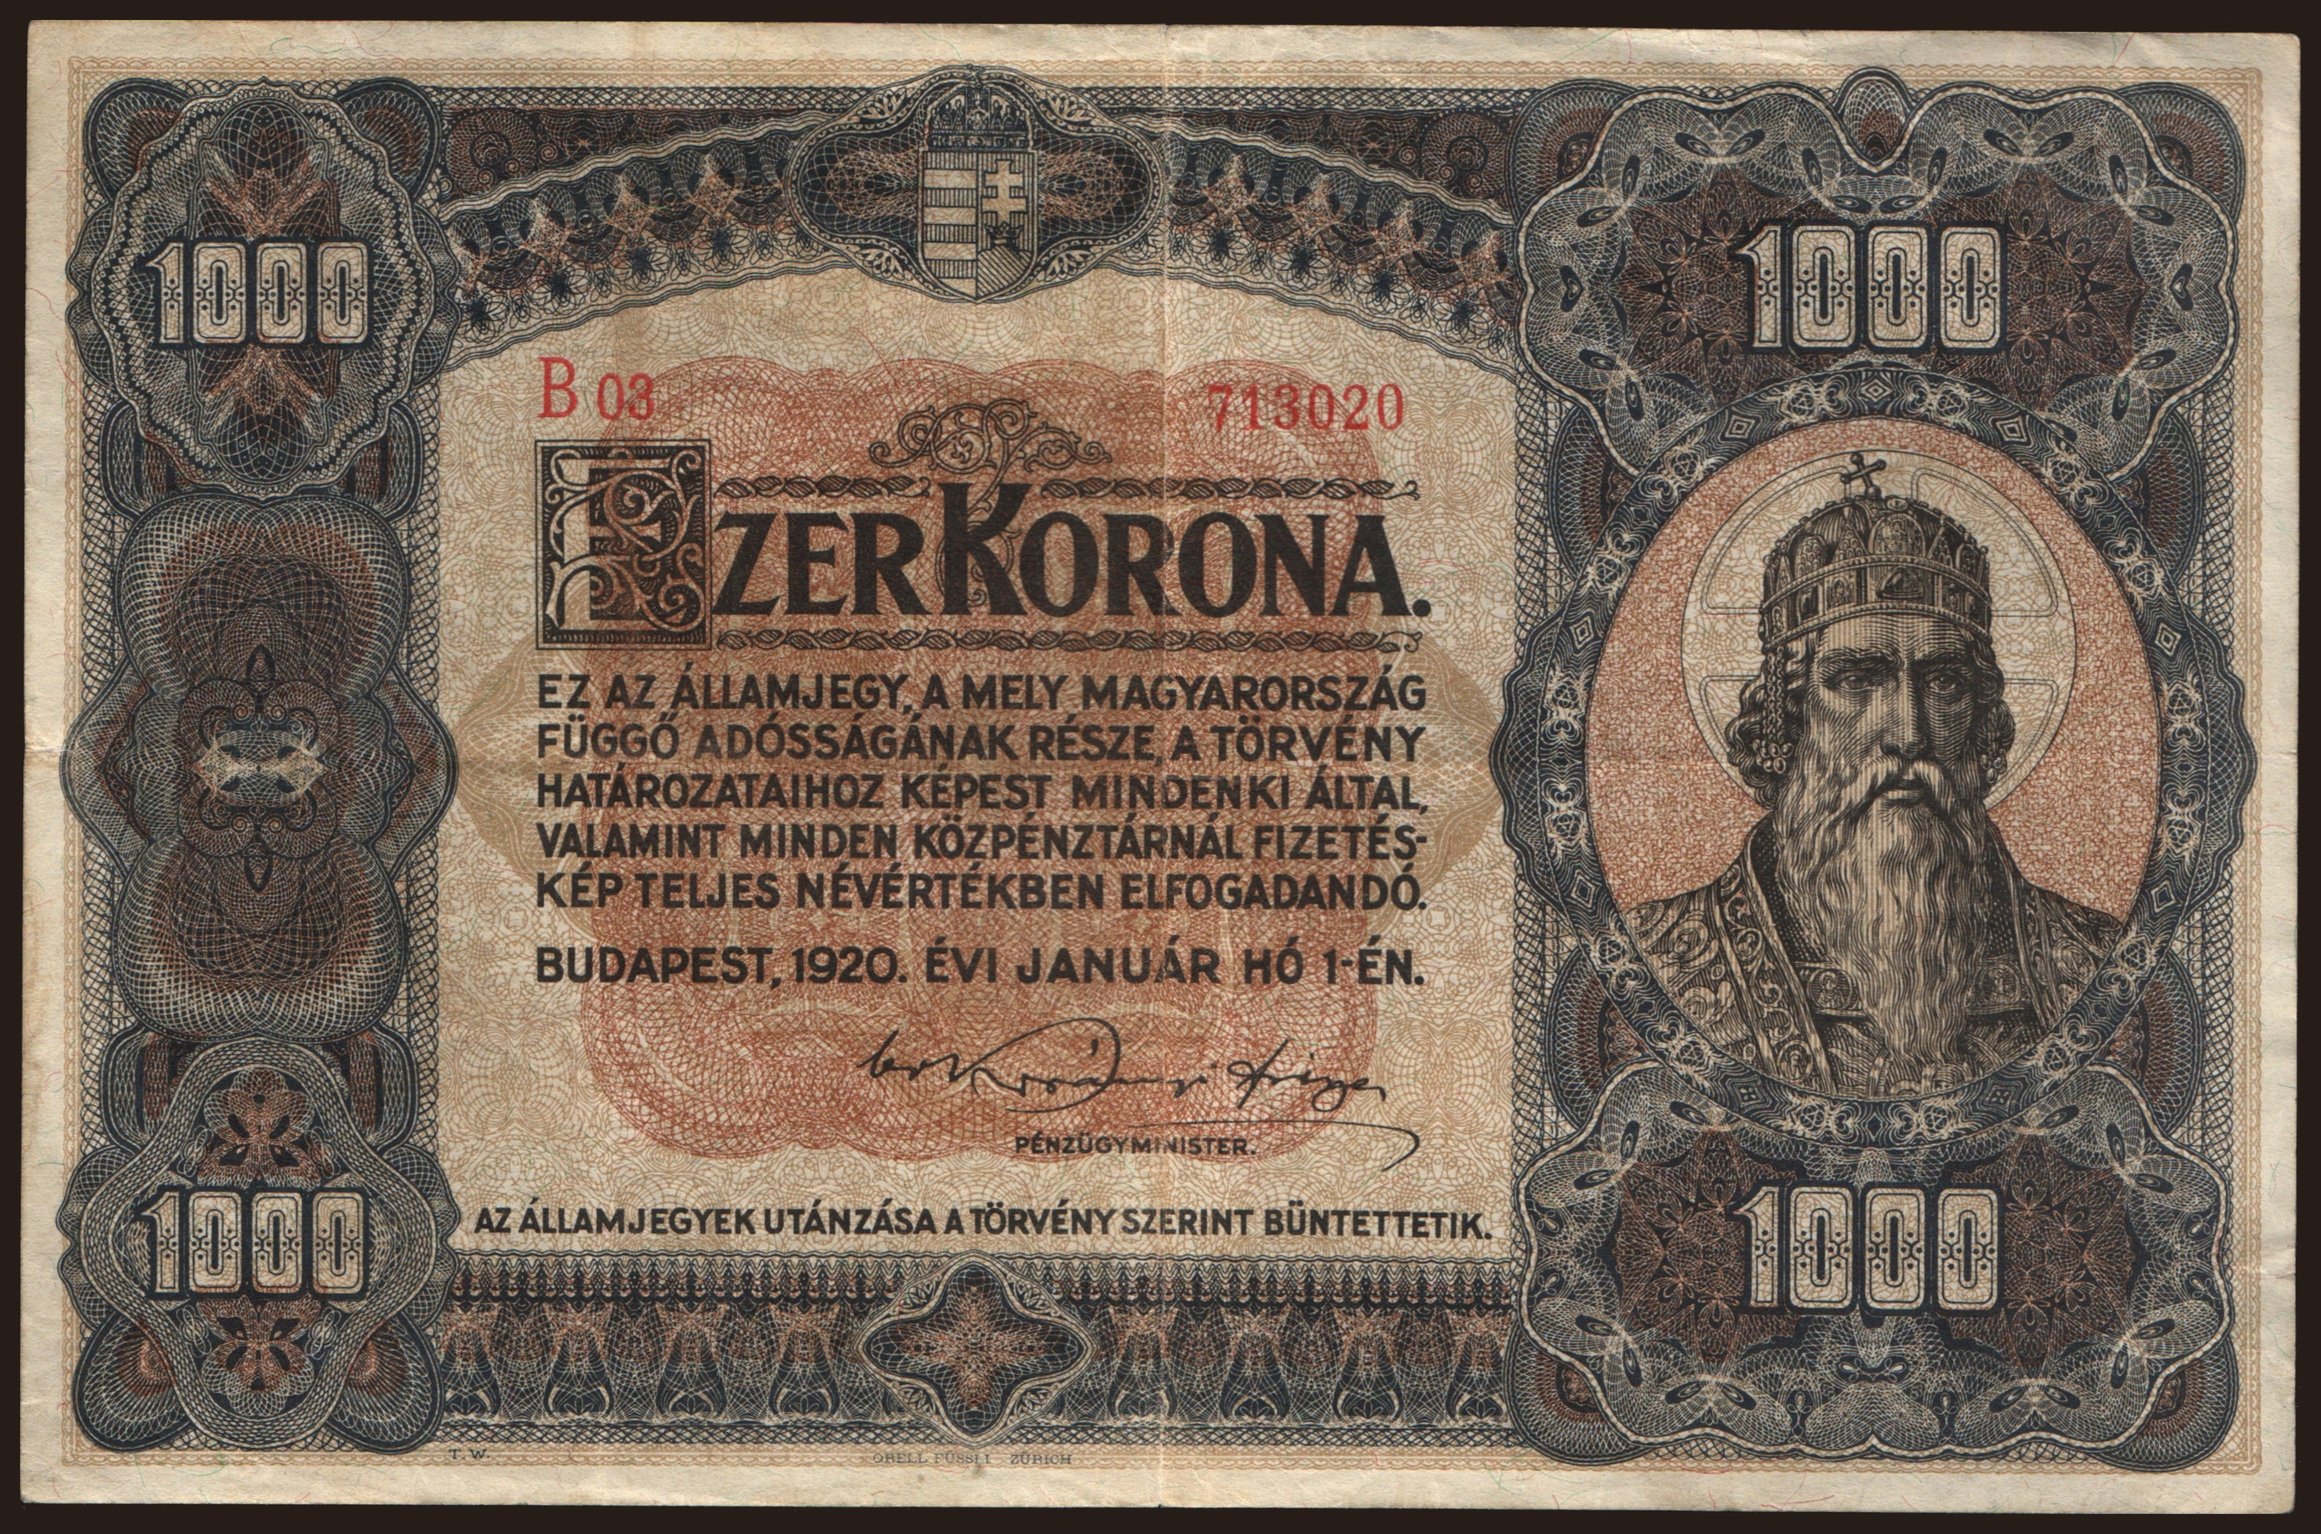 1000
1000
B 03
713020
EZER KORONA.
EZ AZ ÁLLAMJEGY, A MELY MAGYARORSZÁG
FÜGGŐ ADÓSSÁGÁNAK RÉSZE, A TÖRVÉNY
HATÁROZATAIHOZ KÉPEST MINDENKI ÁLTAL,
VALAMINT MINDEN KÖZPÉNZTÁRNÁL FIZETÉS-
KÉP TELJES NÉVÉRTÉKBEN ELFOGADANDÓ.
BUDAPEST, 1920. ÉVI JANUÁR HÓ 1-ÉN.
PÉNZÜGYMINISTER.
1000
1000
AZ ÁLLAMJEGYEK UTÁNZÁSA A TÖRVÉNY SZERINT BÜNTETTETIK.
T. W.
ORELL FÜSSLI ZÜRICH